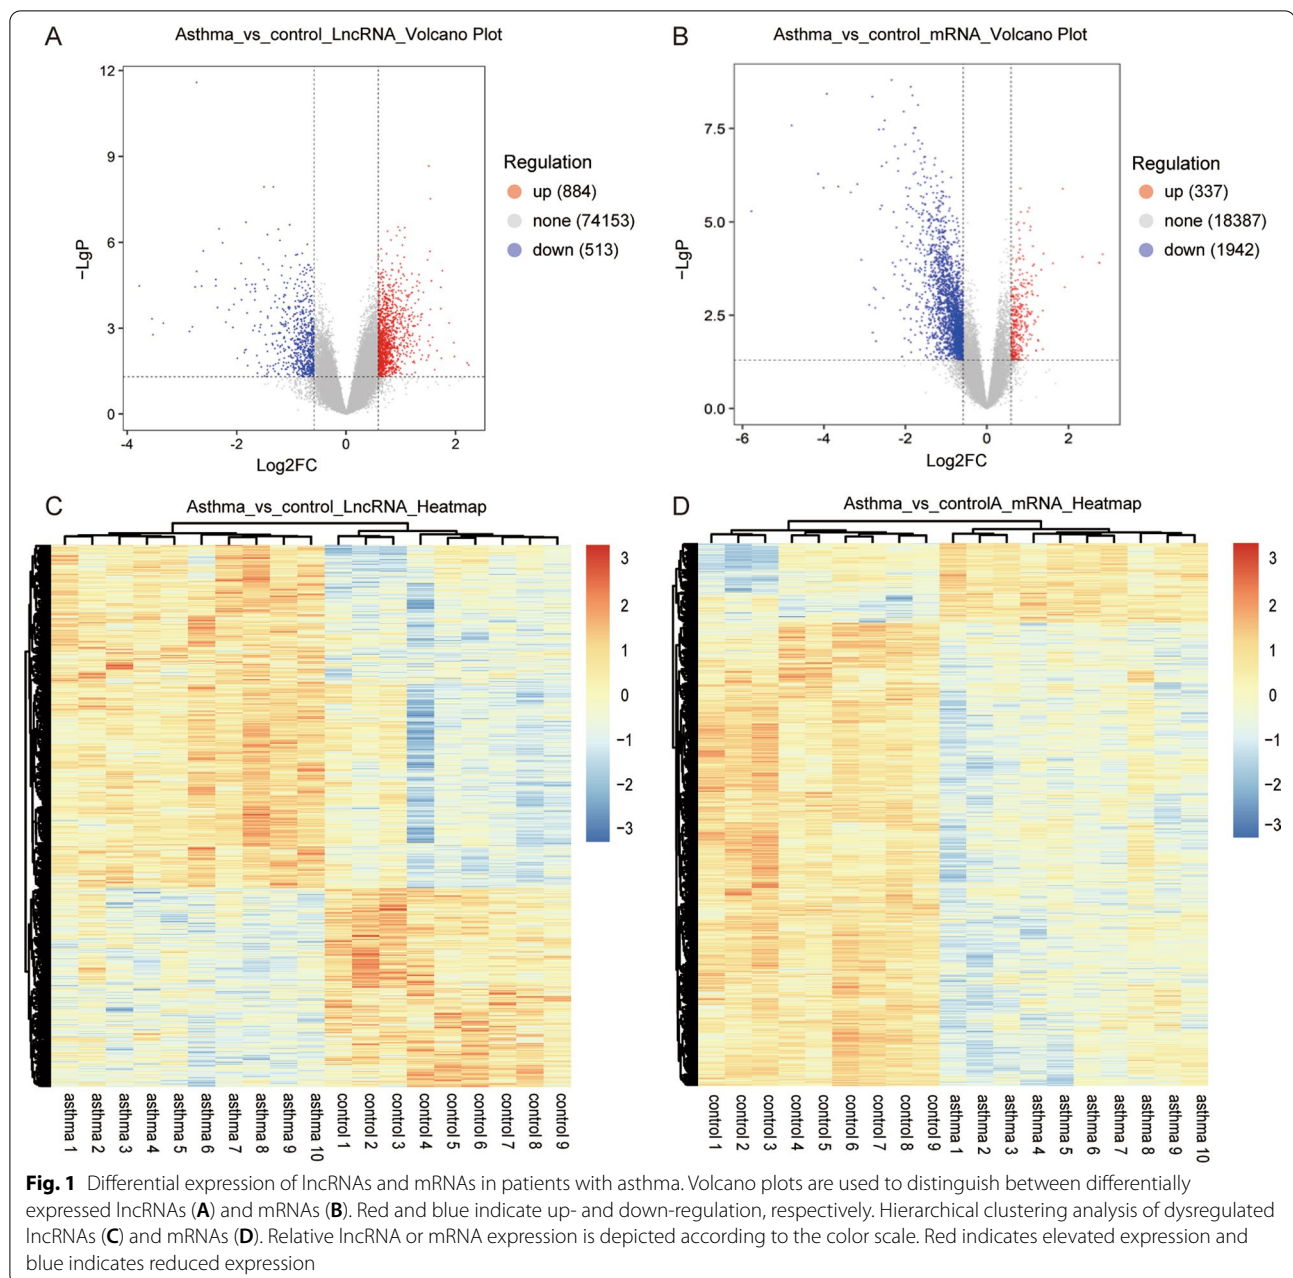 A
Asthma_vs_control_LncRNA_Volcano Plot
12
9
6
3
0
-4
-2
0
2
−LgP
Log2FC
Regulation
up (884)
none (74153)
down (513)
B
Asthma_vs_control_mRNA_Volcano Plot
7.5
5.0
2.5
0.0
-6
-4
-2
0
2
−LgP
Log2FC
Regulation
up (337)
none (18387)
down (1942)
C
Asthma_vs_control_LncRNA_Heatmap
3
2
1
0
−1
−2
−3
asthma 1
asthma 2
asthma 3
asthma 4
asthma 5
asthma 6
asthma 7
asthma 8
asthma 9
asthma 10
control 1
control 2
control 3
control 4
control 5
control 6
control 7
control 8
control 9
D
Asthma_vs_controlA_mRNA_Heatmap
3
2
1
0
−1
−2
−3
control 1
control 2
control 3
control 4
control 5
control 6
control 7
control 8
control 9
asthma 1
asthma 2
asthma 3
asthma 4
asthma 5
asthma 6
asthma 7
asthma 8
asthma 9
asthma 10
Fig. 1 Differential expression of lncRNAs and mRNAs in patients with asthma. Volcano plots are used to distinguish between differentially
expressed lncRNAs (A) and mRNAs (B). Red and blue indicate up- and down-regulation, respectively. Hierarchical clustering analysis of dysregulated
lncRNAs (C) and mRNAs (D). Relative lncRNA or mRNA expression is depicted according to the color scale. Red indicates elevated expression and
blue indicates reduced expression